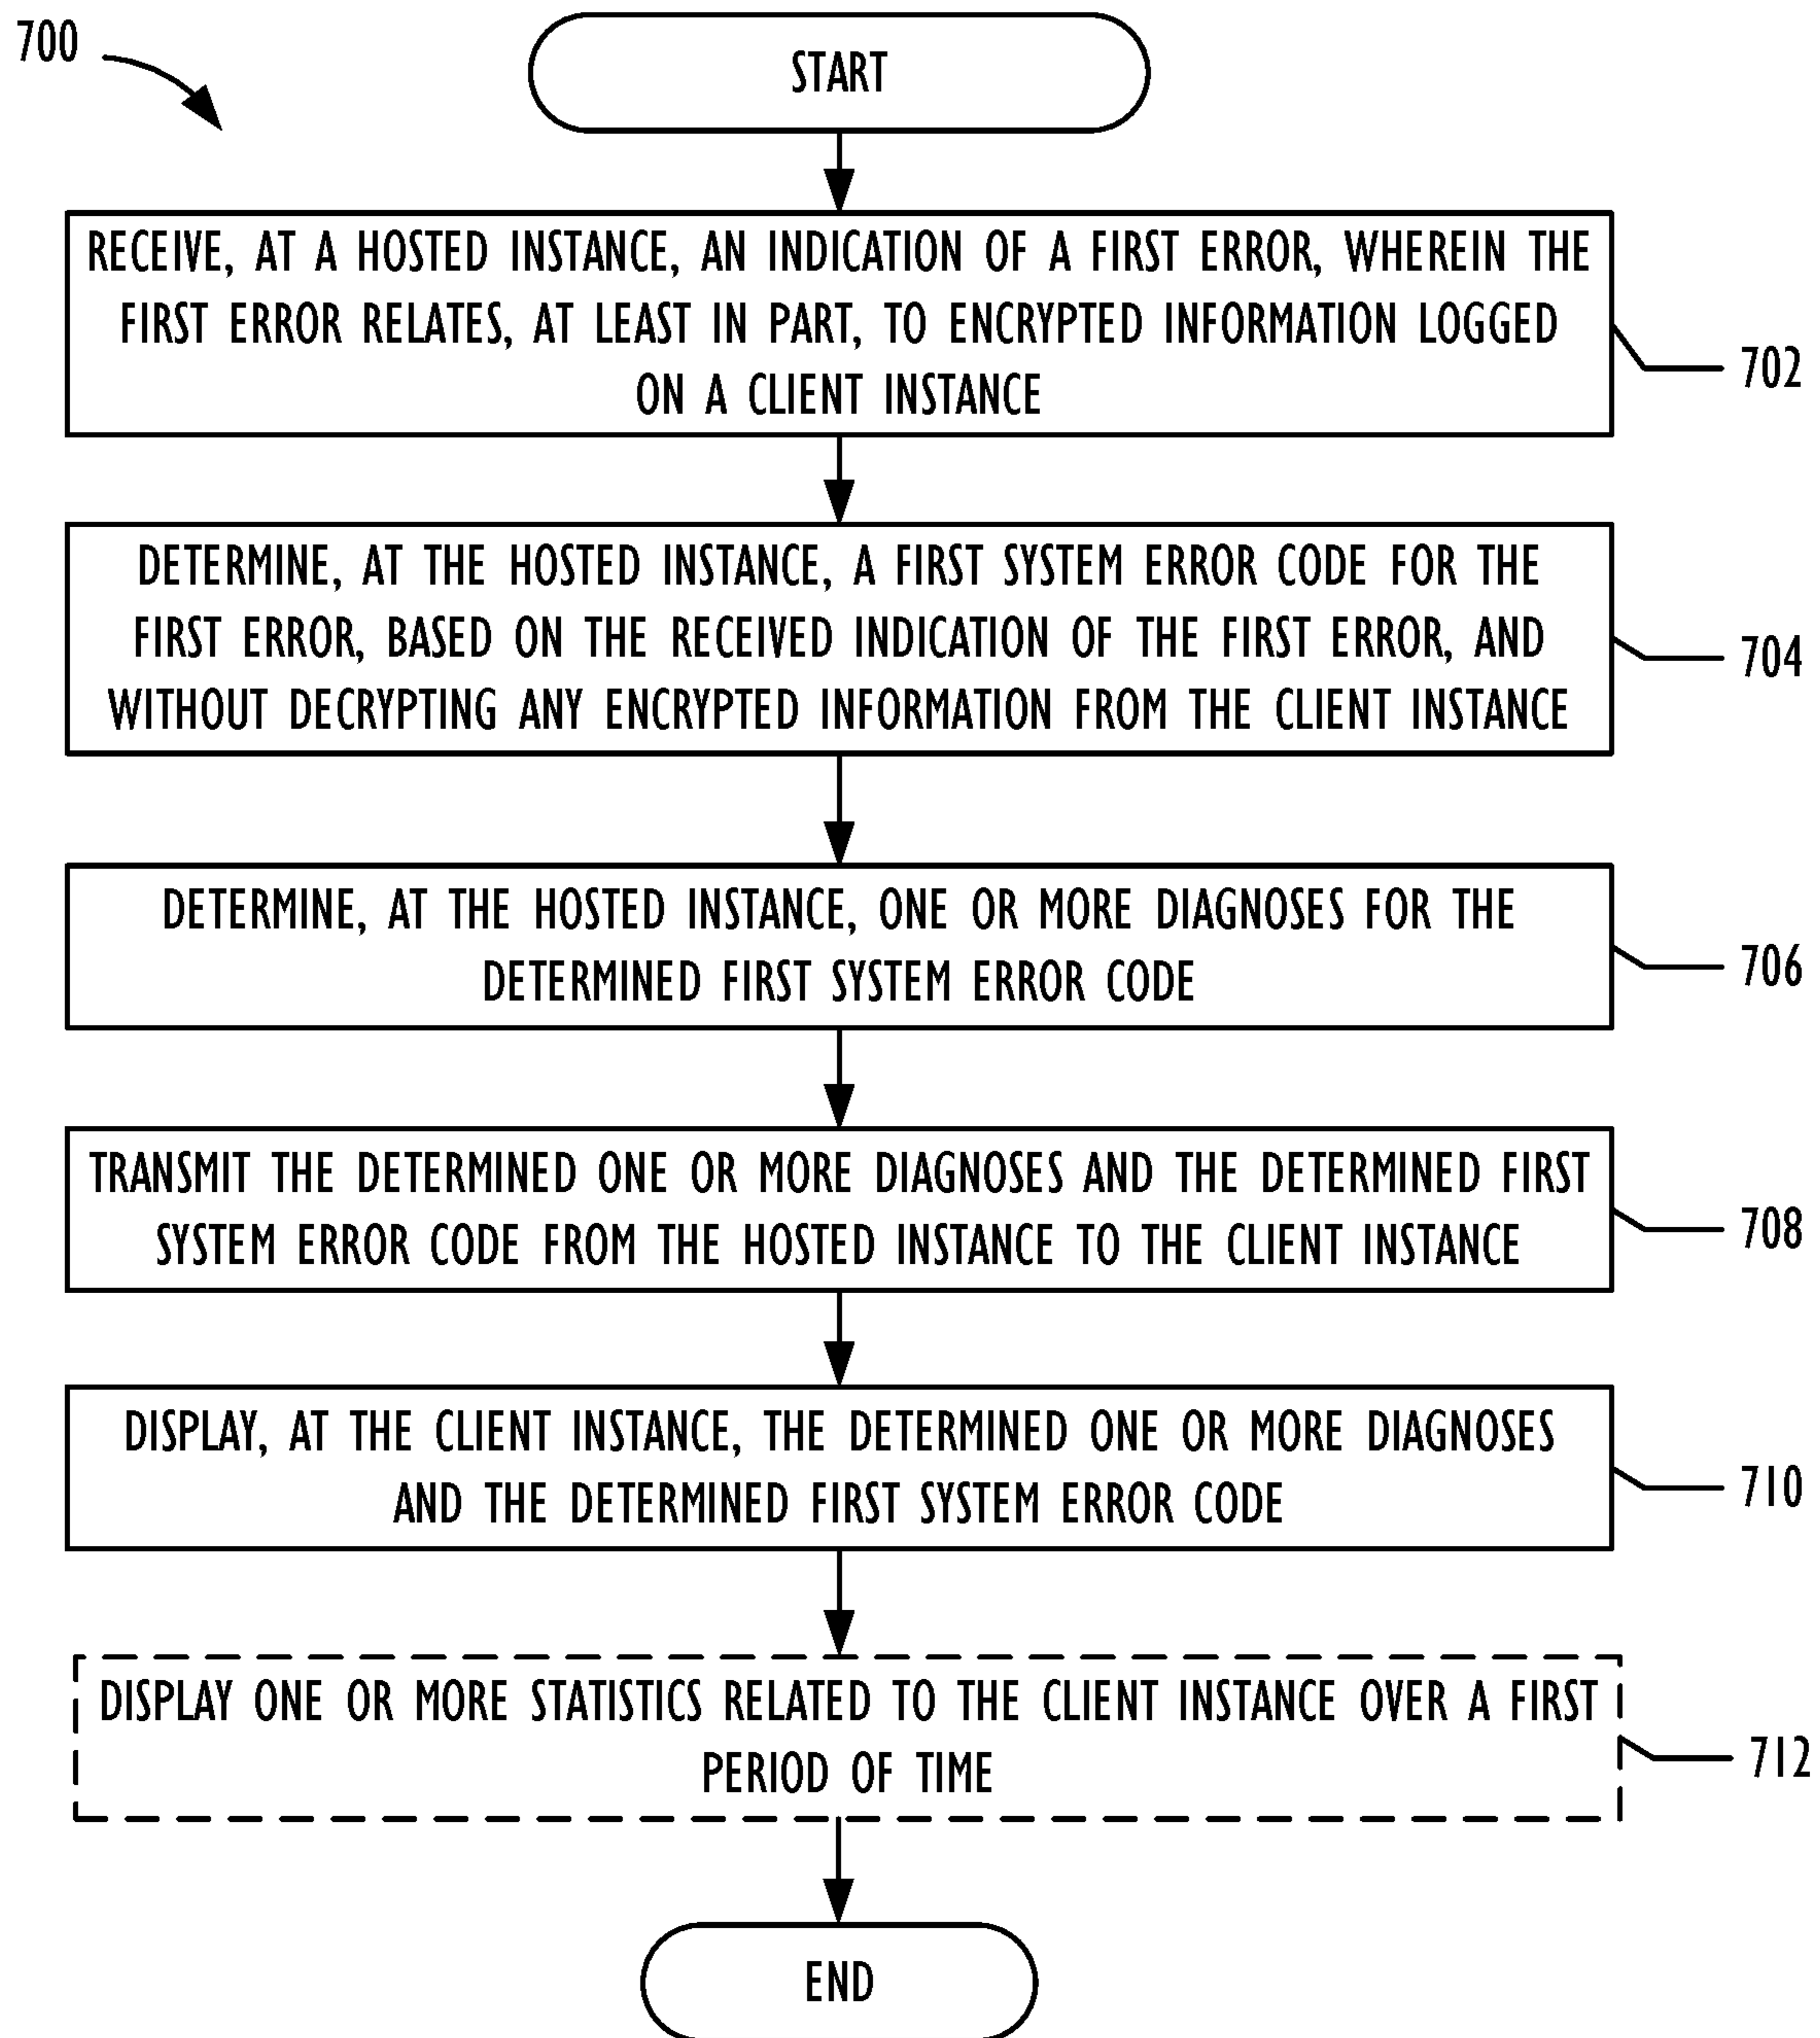 700
START
RECEIVE, AT A HOSTED INSTANCE, AN INDICATION OF A FIRST ERROR, WHEREIN THE
FIRST ERROR RELATES, AT LEAST IN PART, TO ENCRYPTED INFORMATION LOGGED
ON A CLIENT INSTANCE
702
DETERMINE, AT THE HOSTED INSTANCE, A FIRST SYSTEM ERROR CODE FOR THE
FIRST ERROR, BASED ON THE RECEIVED INDICATION OF THE FIRST ERROR, AND
WITHOUT DECRYPTING ANY ENCRYPTED INFORMATION FROM THE CLIENT INSTANCE
704
DETERMINE, AT THE HOSTED INSTANCE, ONE OR MORE DIAGNOSES FOR THE
DETERMINED FIRST SYSTEM ERROR CODE
706
TRANSMIT THE DETERMINED ONE OR MORE DIAGNOSES AND THE DETERMINED FIRST
SYSTEM ERROR CODE FROM THE HOSTED INSTANCE TO THE CLIENT INSTANCE
708
DISPLAY, AT THE CLIENT INSTANCE, THE DETERMINED ONE OR MORE DIAGNOSES
AND THE DETERMINED FIRST SYSTEM ERROR CODE
710
DISPLAY ONE OR MORE STATISTICS RELATED TO THE CLIENT INSTANCE OVER A FIRST
PERIOD OF TIME
712
END